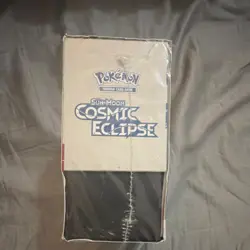 POKÉMON
TRADING CARD GAME
SUN & MOON
COSMIC
ECLIPSE